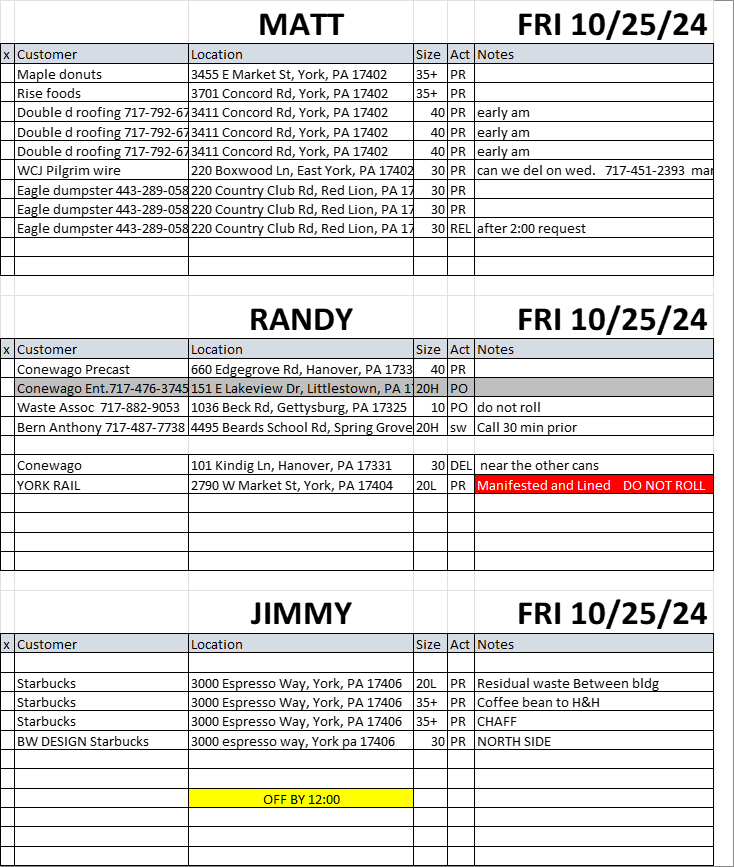 MATT FRI 10/25/24
x Customer Location Size Act Notes
Maple donuts 3455 E Market St, York, PA 17402 35+ PR
Rise foods 3701 Concord Rd, York, PA 17402 35+ PR
Double d roofing 717-792-67 3411 Concord Rd, York, PA 17402 40 PR early am
Double d roofing 717-792-67 3411 Concord Rd, York, PA 17402 40 PR early am
Double d roofing 717-792-67 3411 Concord Rd, York, PA 17402 40 PR early am
WCJ Pilgrim wire 220 Boxwood Ln, East York, PA 17402 30 PR can we del on wed. 717-451-2393 mar
Eagle dumpster 443-289-058 220 Country Club Rd, Red Lion, PA 17 30 PR
Eagle dumpster 443-289-058 220 Country Club Rd, Red Lion, PA 17 30 PR
Eagle dumpster 443-289-058 220 Country Club Rd, Red Lion, PA 17 30 REL after 2:00 request
RANDY FRI 10/25/24
x Customer Location Size Act Notes
Conewago Precast 660 Edgegrove Rd, Hanover, PA 1733 40 PR
Conewago Ent.717-476-3745 151 E Lakeview Dr, Littlestown, PA 1 20H PO
Waste Assoc 717-882-9053 1036 Beck Rd, Gettysburg, PA 17325 10 PO do not roll
Bern Anthony 717-487-7738 4495 Beards School Rd, Spring Grove 20H sw Call 30 min prior
Conewago 101 Kindig Ln, Hanover, PA 17331 30 DEL near the other cans
YORK RAIL 2790 W Market St, York, PA 17404 20L PR Manifested and Lined DO NOT ROLL
JIMMY FRI 10/25/24
x Customer Location Size Act Notes
Starbucks 3000 Espresso Way, York, PA 17406 20L PR Residual waste Between bldg
Starbucks 3000 Espresso Way, York, PA 17406 35+ PR Coffee bean to H&H
Starbucks 3000 Espresso Way, York, PA 17406 35+ PR CHAFF
BW DESIGN Starbucks 3000 espresso way, York pa 17406 30 PR NORTH SIDE
OFF BY 12:00